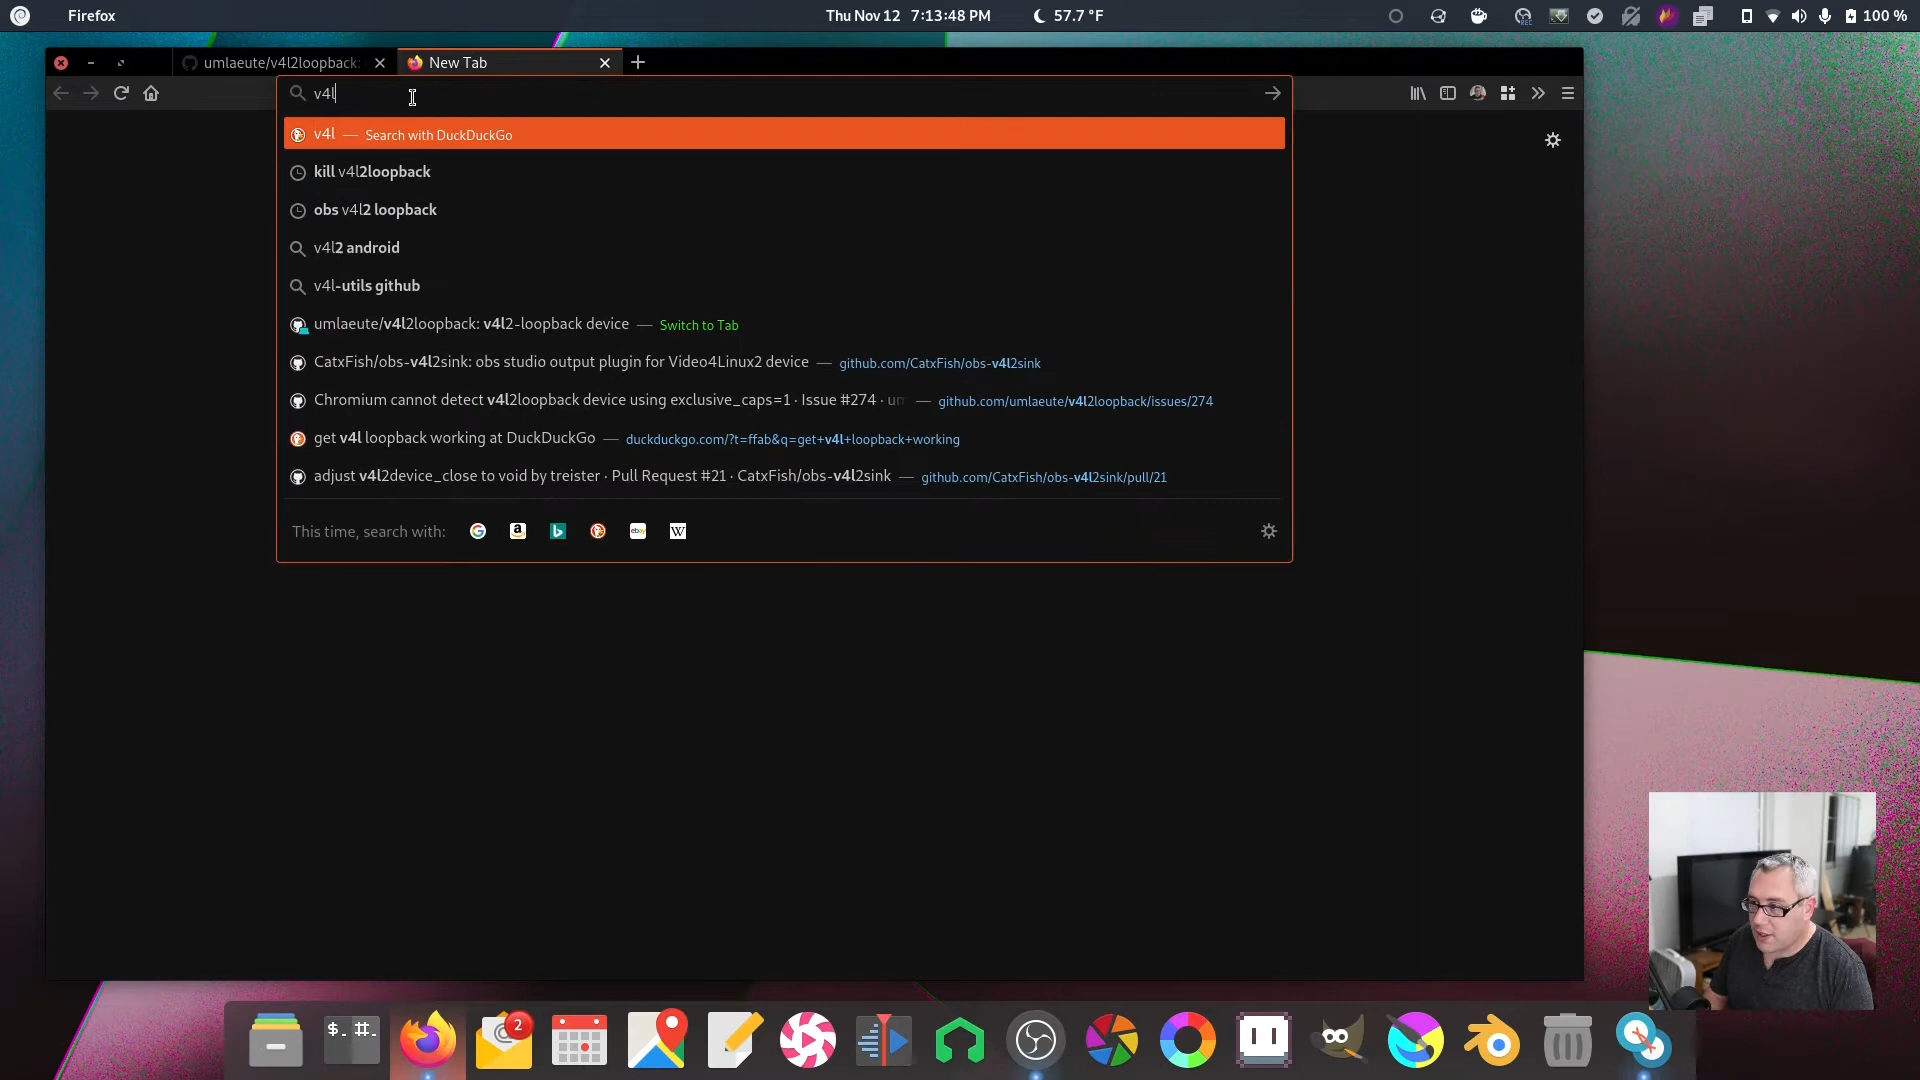 Firefox
Thu Nov 12 7:13:48 PM
57.7 °F
100 %
umlaeute/v4l2loopback:
New Tab
v4l
v4l — Search with DuckDuckGo
kill v4l2loopback
obs v4l2 loopback
v4l2 android
v4l-utils github
umlaeute/v4l2loopback: v4l2-loopback device — Switch to Tab
CatxFish/obs-v4l2sink: obs studio output plugin for Video4Linux2 device — github.com/CatxFish/obs-v4l2sink
Chromium cannot detect v4l2loopback device using exclusive_caps=1 · Issue #274 · um — github.com/umlaeute/v4l2loopback/issues/274
get v4l loopback working at DuckDuckGo — duckduckgo.com/?t=ffab&q=get+v4l+loopback+working
adjust v4l2device_close to void by treister · Pull Request #21 · CatxFish/obs-v4l2sink — github.com/CatxFish/obs-v4l2sink/pull/21
This time, search with:
a
b
ebay
W
$_ #.
2